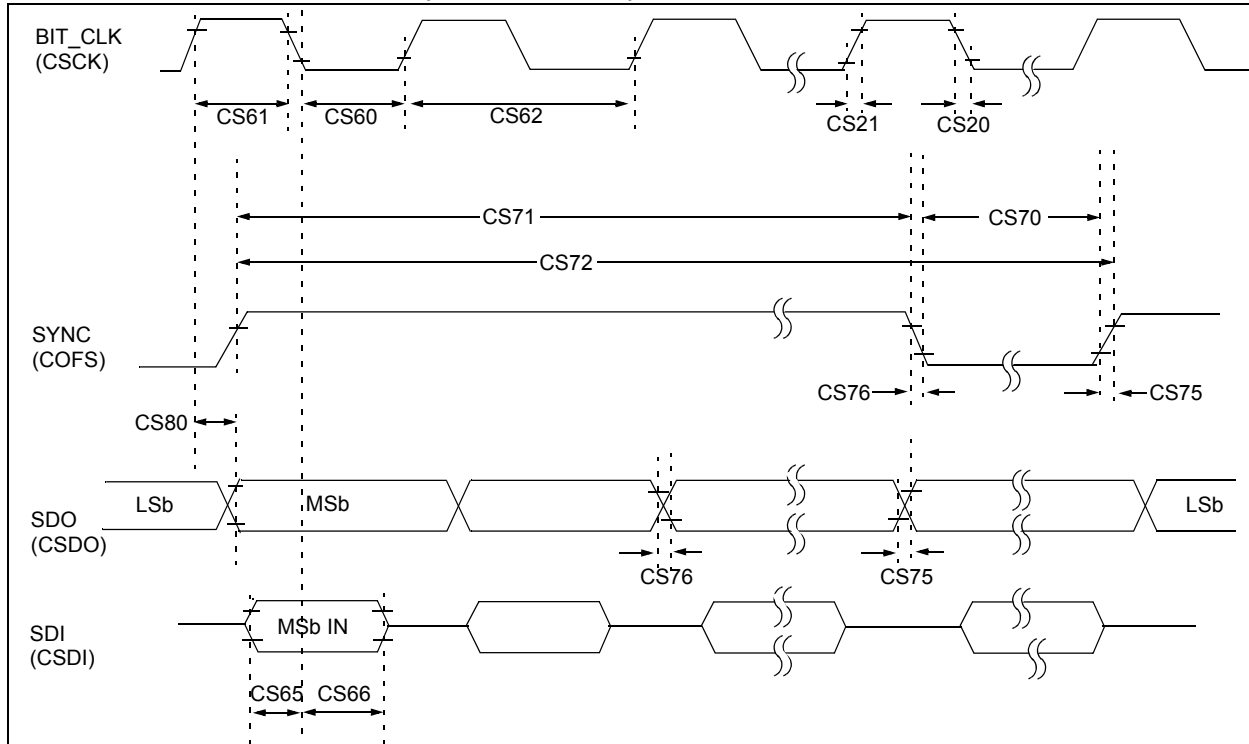 BIT_CLK
(CSCK)
CS61
CS60
CS62
CS21
CS20
CS71
CS70
CS72
SYNC
(COFS)
CS76
CS75
CS80
LSb
MSb
LSb
SDO
(CSDO)
CS76
CS75
SDI
(CSDI)
MSb IN
CS65
CS66